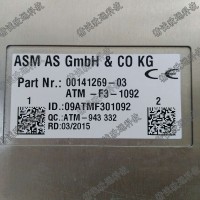 ASM AS GmbH & CO KG
Part Nr.: 00141269-03
CE
ATM -F3-1092
1
2
ID.:09ATMF301092
QC.:ATM-943 332
RD:03/2015